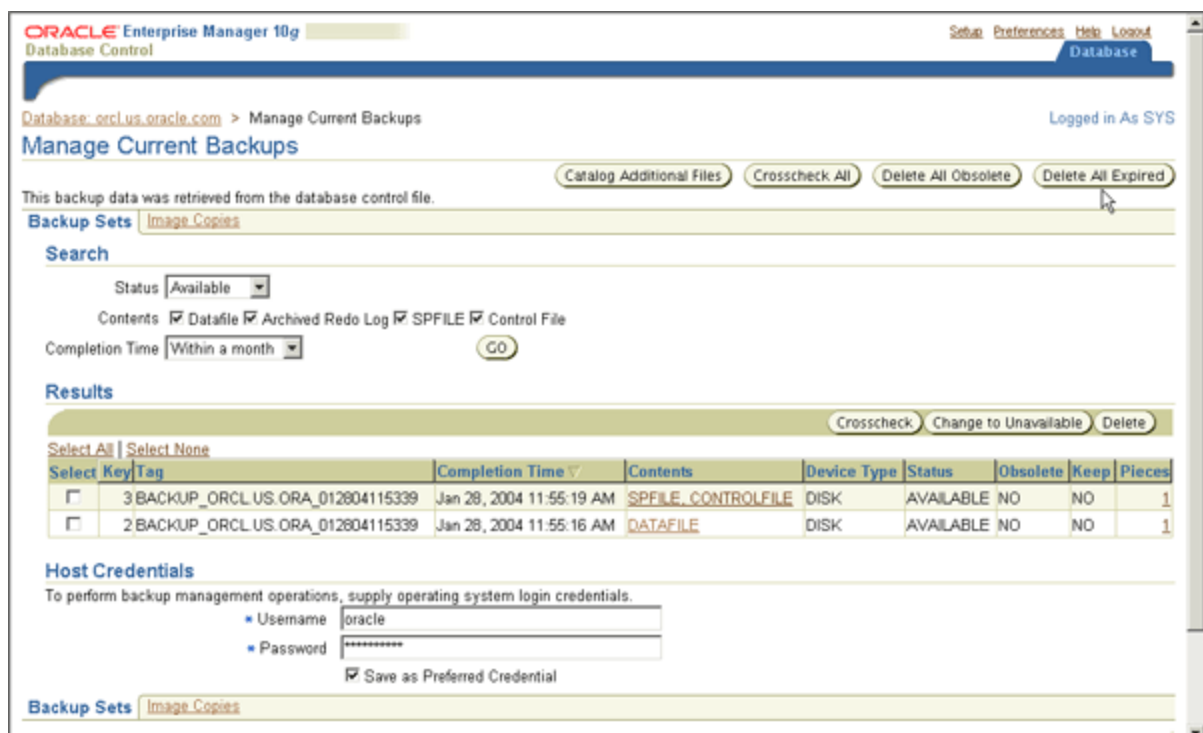 ORACLE Enterprise Manager 10g
Database Control
Setup Preferences Help Logout
Database
Database: orcl.us.oracle.com > Manage Current Backups
Logged in As SYS
Manage Current Backups
Catalog Additional Files Crosscheck All Delete All Obsolete Delete All Expired
This backup data was retrieved from the database control file.
Backup Sets Image Copies
Search
Status Available
Contents Datafile Archived Redo Log SPFILE Control File
Completion Time Within a month GO
Results
Crosscheck Change to Unavailable Delete
Select All | Select None
Select Key Tag Completion Time Contents Device Type Status Obsolete Keep Pieces
3 BACKUP_ORCL.US.ORA_012804115339 Jan 28, 2004 11:55:19 AM SPFILE, CONTROLFILE DISK AVAILABLE NO NO 1
2 BACKUP_ORCL.US.ORA_012804115339 Jan 28, 2004 11:55:16 AM DATAFILE DISK AVAILABLE NO NO 1
Host Credentials
To perform backup management operations, supply operating system login credentials.
* Username oracle
* Password **********
Save as Preferred Credential
Backup Sets Image Copies